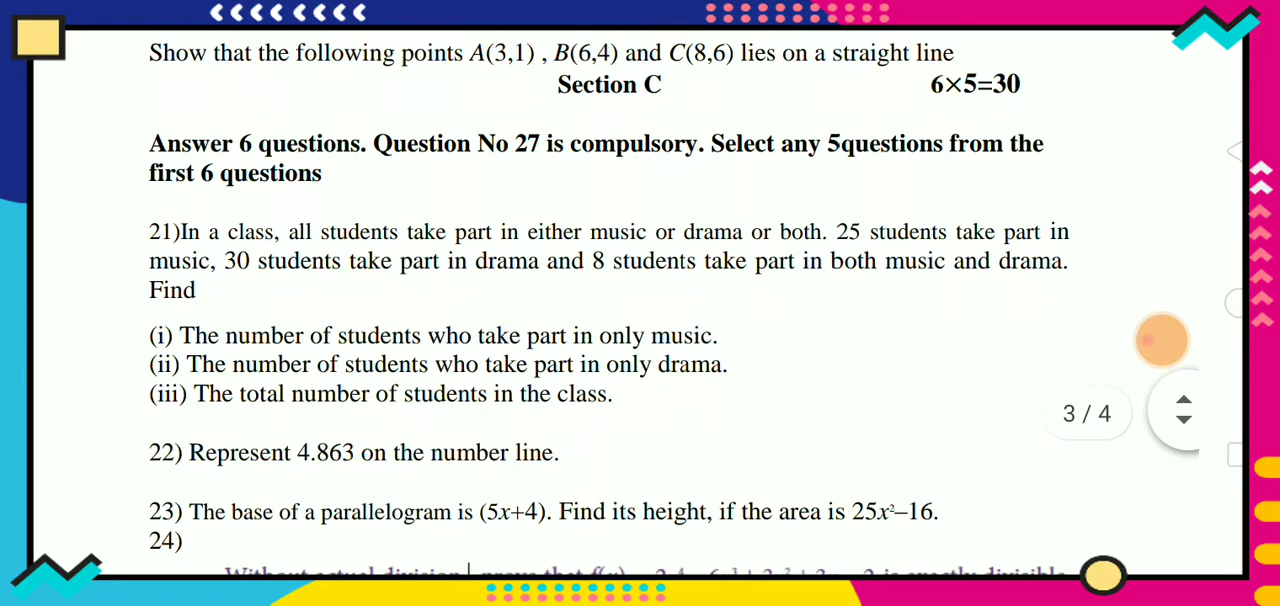 Show that the following points A(3,1) , B(6,4) and C(8,6) lies on a straight line
Section C 6×5=30
Answer 6 questions. Question No 27 is compulsory. Select any 5questions from the
first 6 questions
21)In a class, all students take part in either music or drama or both. 25 students take part in
music, 30 students take part in drama and 8 students take part in both music and drama.
Find
(i) The number of students who take part in only music.
(ii) The number of students who take part in only drama.
(iii) The total number of students in the class.
3 / 4
22) Represent 4.863 on the number line.
23) The base of a parallelogram is (5x+4). Find its height, if the area is 25x²–16.
24)